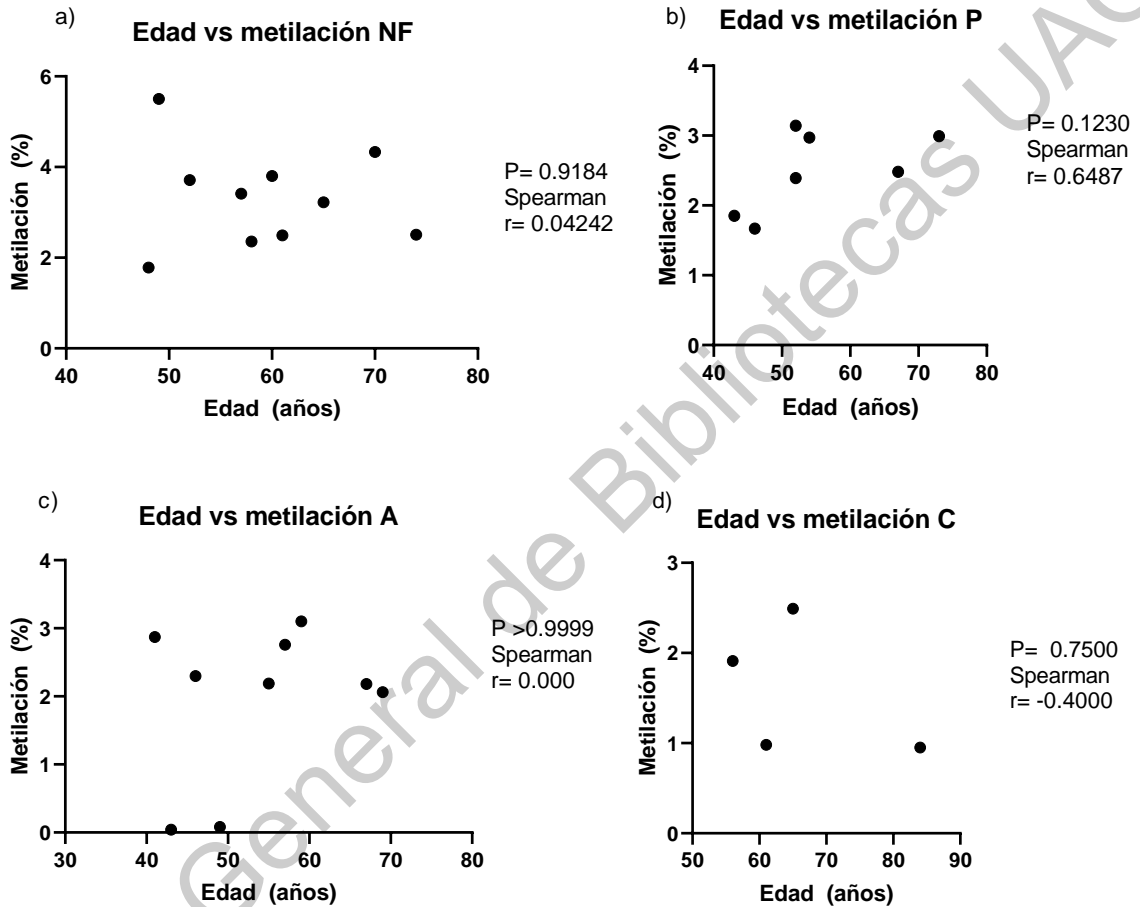 a)
Edad vs metilación NF
6
4
2
0
40 50 60 70 80
Metilación (%)
Edad (años)
P= 0.9184
Spearman
r= 0.04242
b)
Edad vs metilación P
4
3
2
1
0
40 50 60 70 80
Metilación (%)
Edad (años)
P= 0.1230
Spearman
r= 0.6487
c)
Edad vs metilación A
4
3
2
1
0
30 40 50 60 70 80
Metilación (%)
Edad (años)
P >0.9999
Spearman
r= 0.000
d)
Edad vs metilación C
3
2
1
0
50 60 70 80 90
Metilación (%)
Edad (años)
P= 0.7500
Spearman
r= -0.4000
General de Bibliotecas UAQ